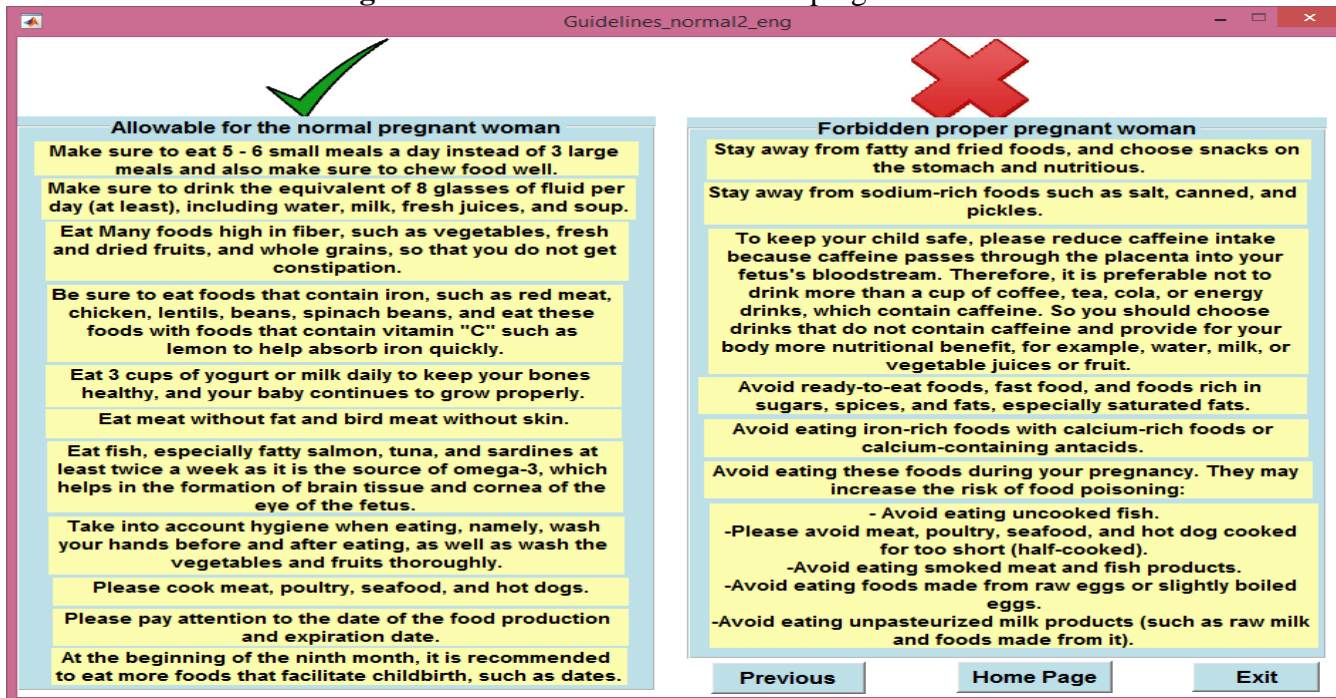 Guidelines_normal2_eng
Allowable for the normal pregnant woman
Make sure to eat 5 - 6 small meals a day instead of 3 large
meals and also make sure to chew food well.
Make sure to drink the equivalent of 8 glasses of fluid per
day (at least), including water, milk, fresh juices, and soup.
Eat Many foods high in fiber, such as vegetables, fresh
and dried fruits, and whole grains, so that you do not get
constipation.
Be sure to eat foods that contain iron, such as red meat,
chicken, lentils, beans, spinach beans, and eat these
foods with foods that contain vitamin "C" such as
lemon to help absorb iron quickly.
Eat 3 cups of yogurt or milk daily to keep your bones
healthy, and your baby continues to grow properly.
Eat meat without fat and bird meat without skin.
Eat fish, especially fatty salmon, tuna, and sardines at
least twice a week as it is the source of omega-3, which
helps in the formation of brain tissue and cornea of the
eye of the fetus.
Take into account hygiene when eating, namely, wash
your hands before and after eating, as well as wash the
vegetables and fruits thoroughly.
Please cook meat, poultry, seafood, and hot dogs.
Please pay attention to the date of the food production
and expiration date.
At the beginning of the ninth month, it is recommended
to eat more foods that facilitate childbirth, such as dates.
Forbidden proper pregnant woman
Stay away from fatty and fried foods, and choose snacks on
the stomach and nutritious.
Stay away from sodium-rich foods such as salt, canned, and
pickles.
To keep your child safe, please reduce caffeine intake
because caffeine passes through the placenta into your
fetus's bloodstream. Therefore, it is preferable not to
drink more than a cup of coffee, tea, cola, or energy
drinks, which contain caffeine. So you should choose
drinks that do not contain caffeine and provide for your
body more nutritional benefit, for example, water, milk, or
vegetable juices or fruit.
Avoid ready-to-eat foods, fast food, and foods rich in
sugars, spices, and fats, especially saturated fats.
Avoid eating iron-rich foods with calcium-rich foods or
calcium-containing antacids.
Avoid eating these foods during your pregnancy. They may
increase the risk of food poisoning:
- Avoid eating uncooked fish.
-Please avoid meat, poultry, seafood, and hot dog cooked
for too short (half-cooked).
-Avoid eating smoked meat and fish products.
-Avoid eating foods made from raw eggs or slightly boiled
eggs.
-Avoid eating unpasteurized milk products (such as raw milk
and foods made from it).
Previous
Home Page
Exit